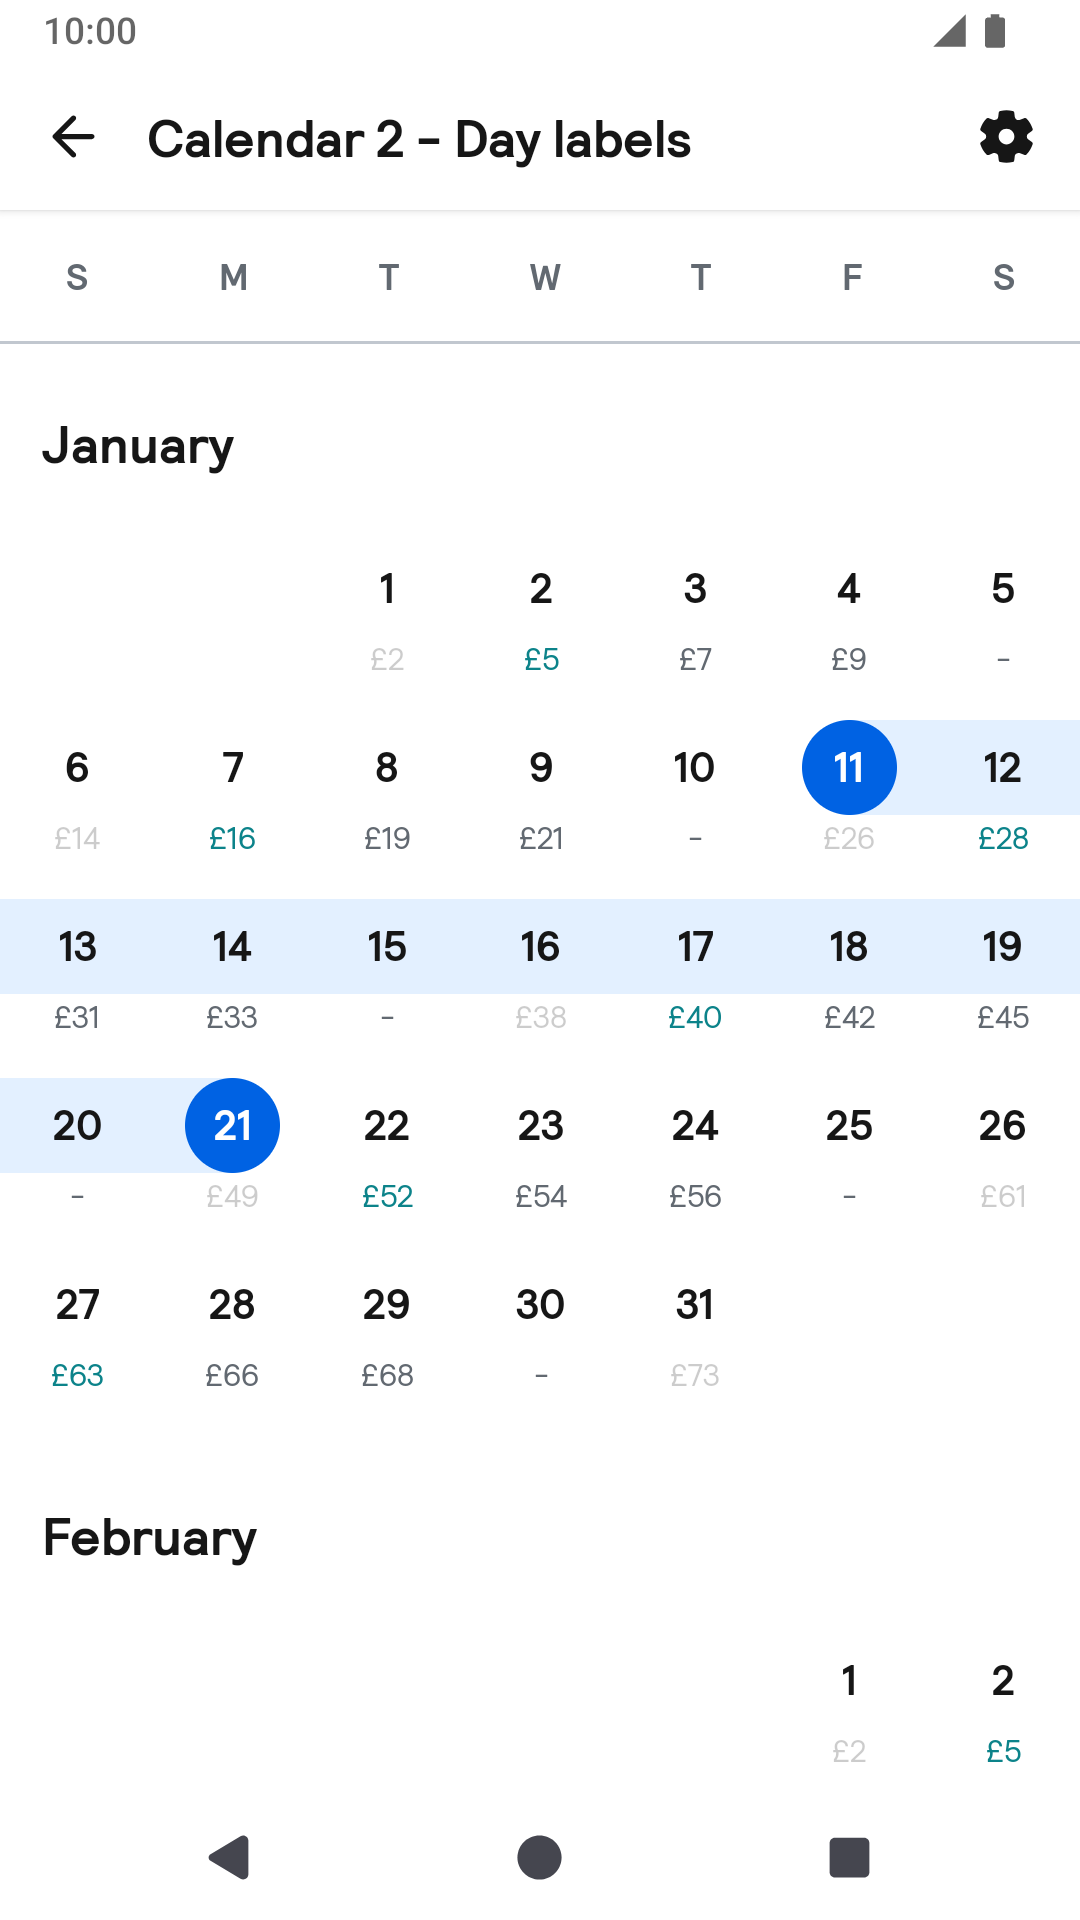 10:00
Calendar 2 – Day labels
S M T W T F S
January
1 2 3 4 5
£2 £5 £7 £9 –
6 7 8 9 10 11 12
£14 £16 £19 £21 – £26 £28
13 14 15 16 17 18 19
£31 £33 – £38 £40 £42 £45
20 21 22 23 24 25 26
– £49 £52 £54 £56 – £61
27 28 29 30 31
£63 £66 £68 – £73
February
1 2
£2 £5